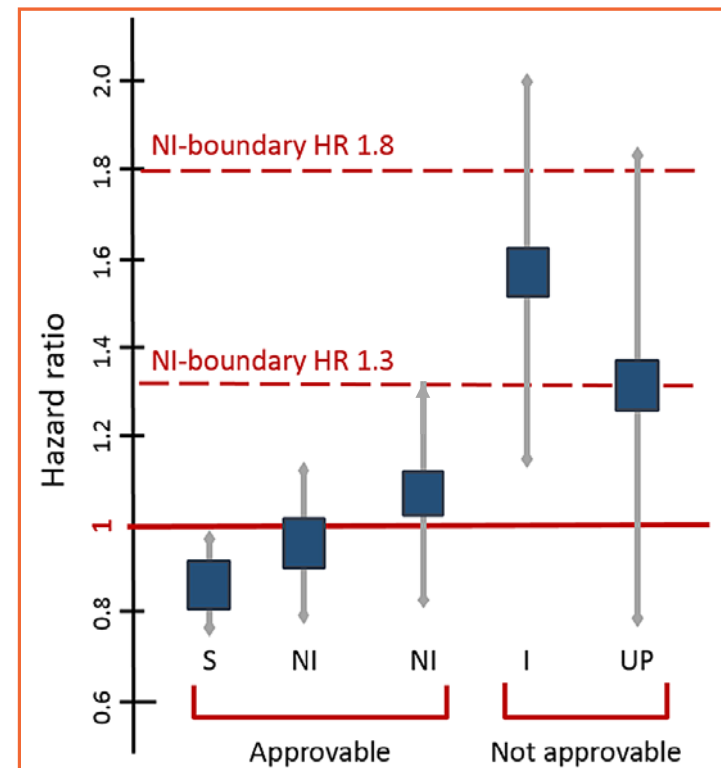 Hazard ratio
2.0
1.8
1.6
1.4
1.2
1
0.8
0.6
NI-boundary HR 1.8
NI-boundary HR 1.3
S NI NI I UP
Approvable Not approvable